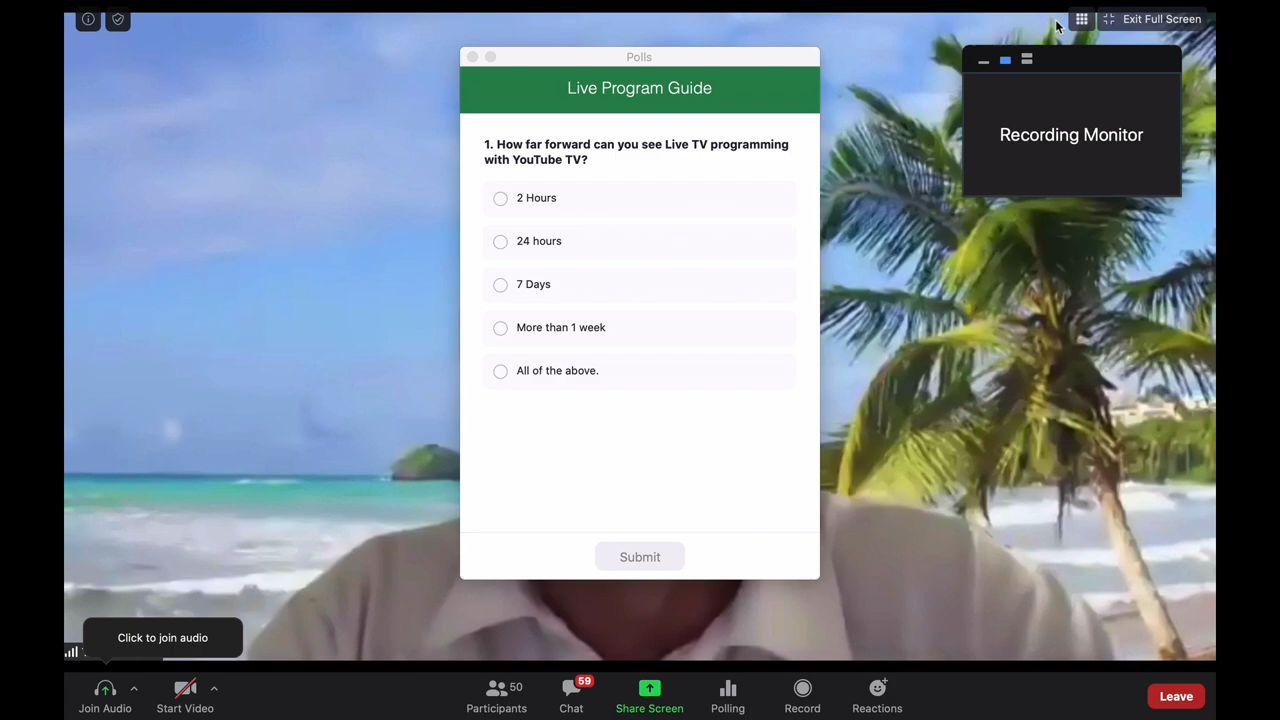 Exit Full Screen
Polls
Live Program Guide
Recording Monitor
1. How far forward can you see Live TV programming
with YouTube TV?
2 Hours
24 hours
7 Days
More than 1 week
All of the above.
Submit
Click to join audio
50
59
Join Audio
Start Video
Participants
Chat
Share Screen
Polling
Record
Reactions
Leave